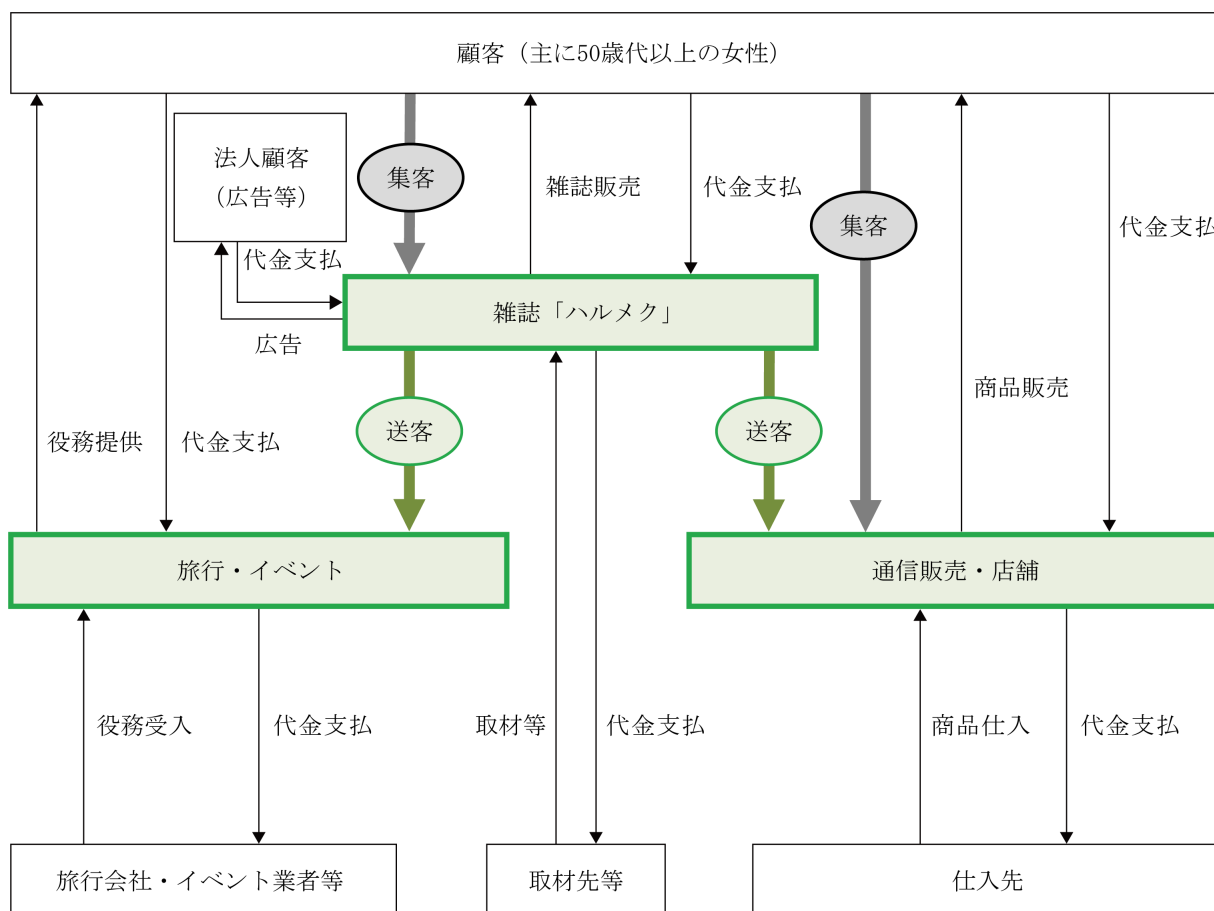 顧客（主に50歳代以上の女性）
法人顧客
（広告等）
集客
雑誌販売
代金支払
集客
代金支払
代金支払
雑誌「ハルメク」
広告
商品販売
役務提供
代金支払
送客
送客
旅行・イベント
通信販売・店舗
役務受入
代金支払
取材等
代金支払
商品仕入
代金支払
旅行会社・イベント業者等
取材先等
仕入先